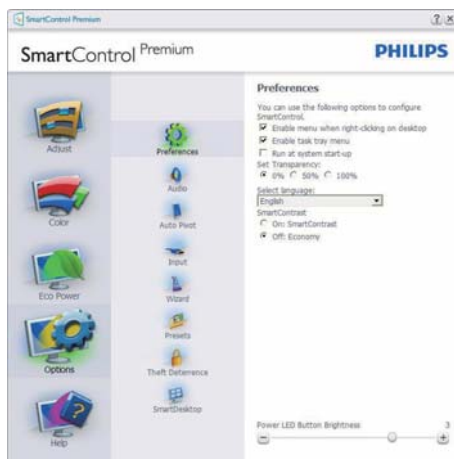 SmartControl Premium
SmartControl Premium
PHILIPS
Adjust
Color
Eco Power
Options
Help
Preferences
Audio
Auto Pivot
Input
Wizard
Presets
Theft Deterrence
SmartDesktop
Preferences
You can use the following options to configure
SmartControl.
Enable menu when right-clicking on desktop
Enable task tray menu
Run at system start-up
Set Transparency:
0% 50% 100%
Select language:
English
SmartContrast
On: SmartContrast
Off: Economy
Power LED Button Brightness 3